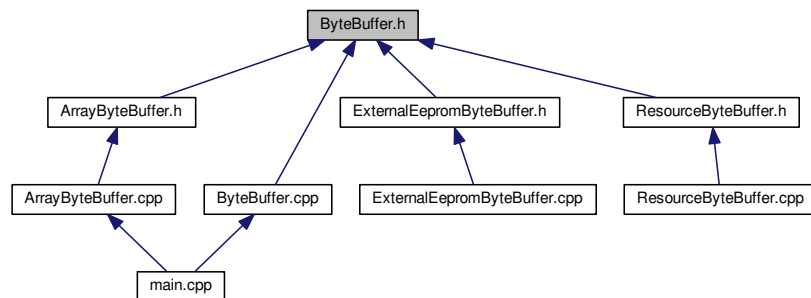 ByteBuffer.h
ArrayByteBuffer.h
ExternalEepromByteBuffer.h
ResourceByteBuffer.h
ArrayByteBuffer.cpp
ByteBuffer.cpp
ExternalEepromByteBuffer.cpp
ResourceByteBuffer.cpp
main.cpp